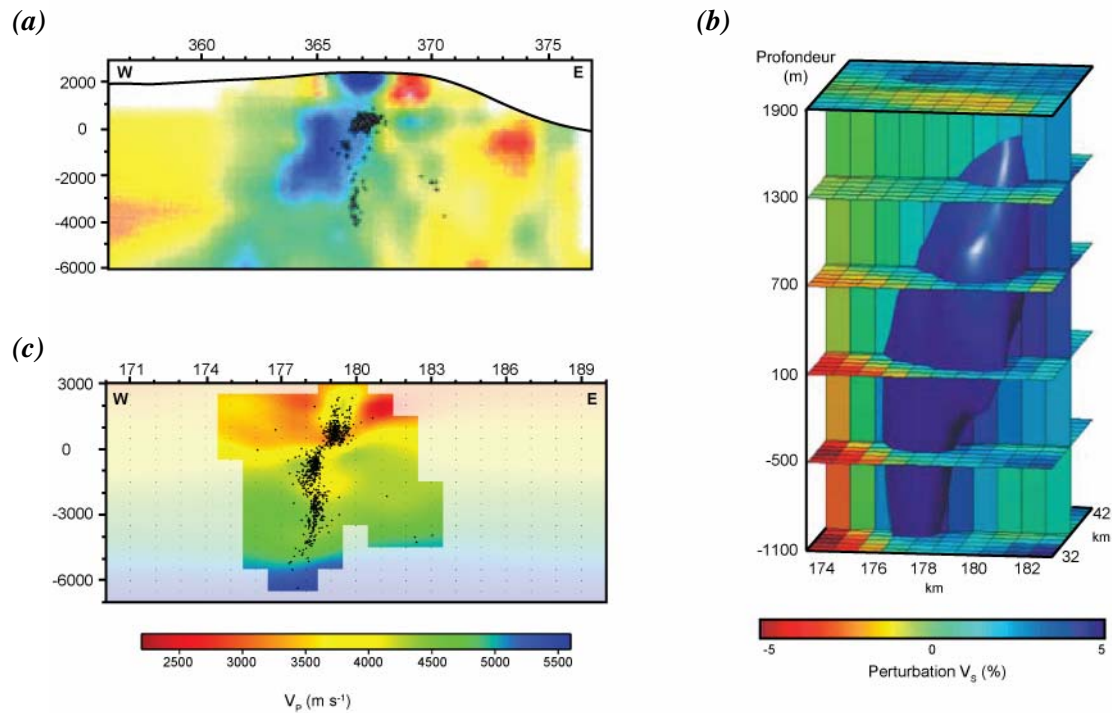 (a)
360 365 370 375
W E
2000
0
-2000
-4000
-6000
(b)
Profondeur
(m)
1900
1300
700
100
-500
-1100
174 176 178 180 182
km
32
42
km
-5 0 5
Perturbation VS (%)
(c)
171 174 177 180 183 186 189
W E
3000
0
-3000
-6000
2500 3000 3500 4000 4500 5000 5500
VP (m s-1)